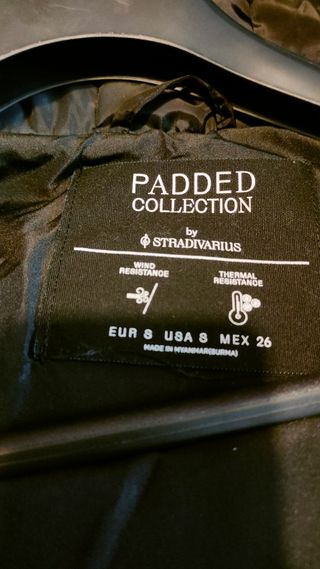 PADDED
COLLECTION
by
STRADIVARIUS
WIND
RESISTANCE
THERMAL
RESISTANCE
EUR S USA S MEX 26
MADE IN MYANMAR(BURMA)